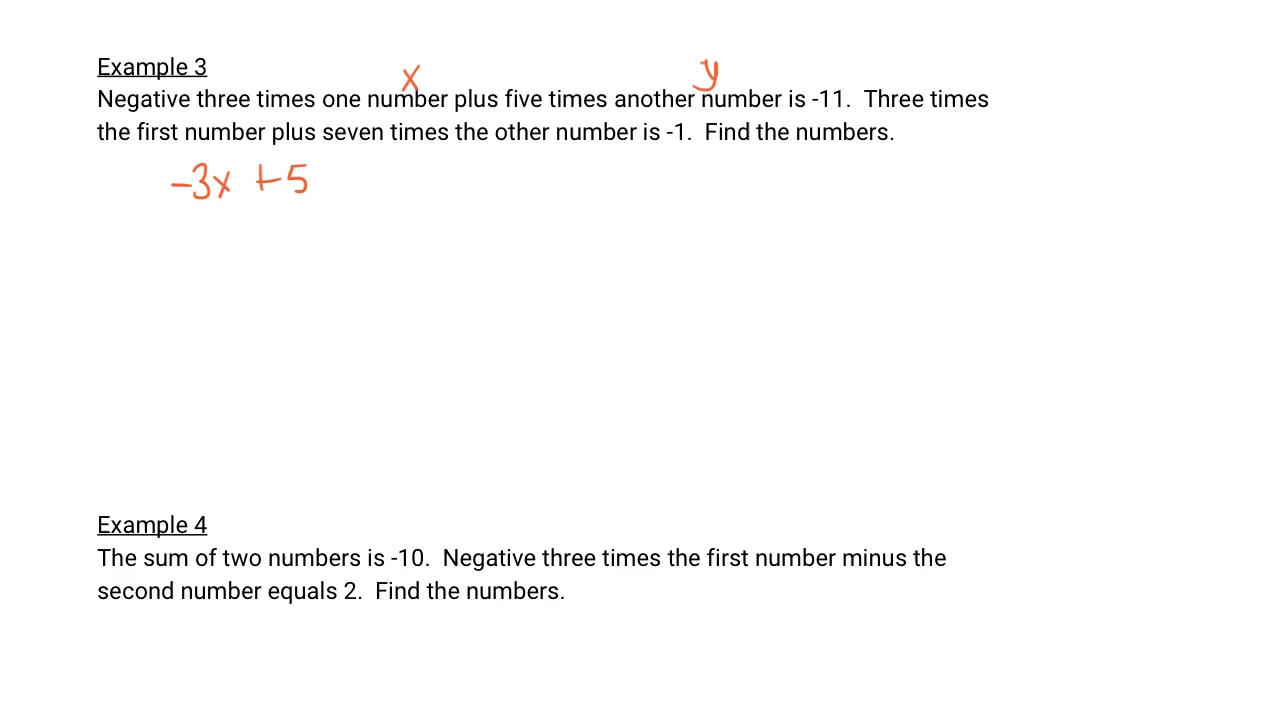 Example 3
x y
Negative three times one number plus five times another number is -11. Three times
the first number plus seven times the other number is -1. Find the numbers.
-3x +5
Example 4
The sum of two numbers is -10. Negative three times the first number minus the
second number equals 2. Find the numbers.